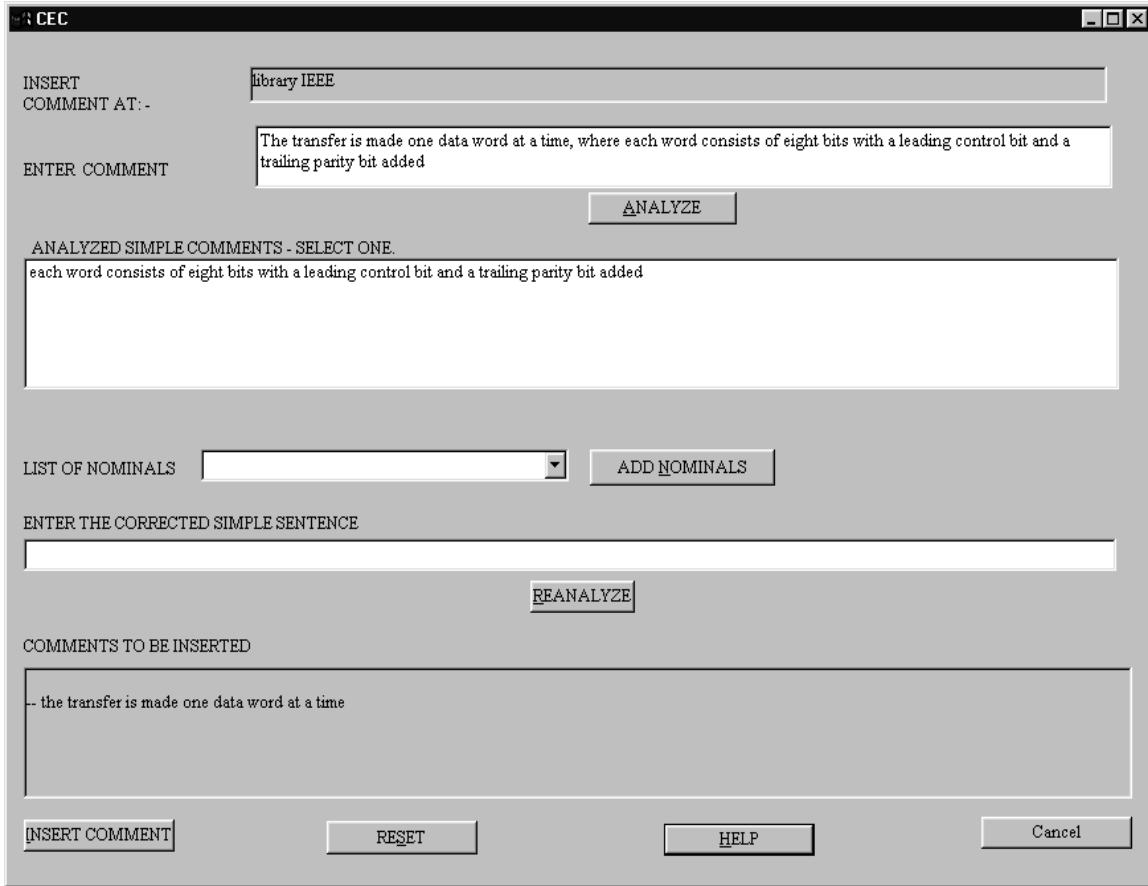 CEC
INSERT
COMMENT AT: -
library IEEE
ENTER COMMENT
The transfer is made one data word at a time, where each word consists of eight bits with a leading control bit and a
trailing parity bit added
ANALYZE
ANALYZED SIMPLE COMMENTS - SELECT ONE.
each word consists of eight bits with a leading control bit and a trailing parity bit added
LIST OF NOMINALS
ADD NOMINALS
ENTER THE CORRECTED SIMPLE SENTENCE
REANALYZE
COMMENTS TO BE INSERTED
-- the transfer is made one data word at a time
INSERT COMMENT
RESET
HELP
Cancel